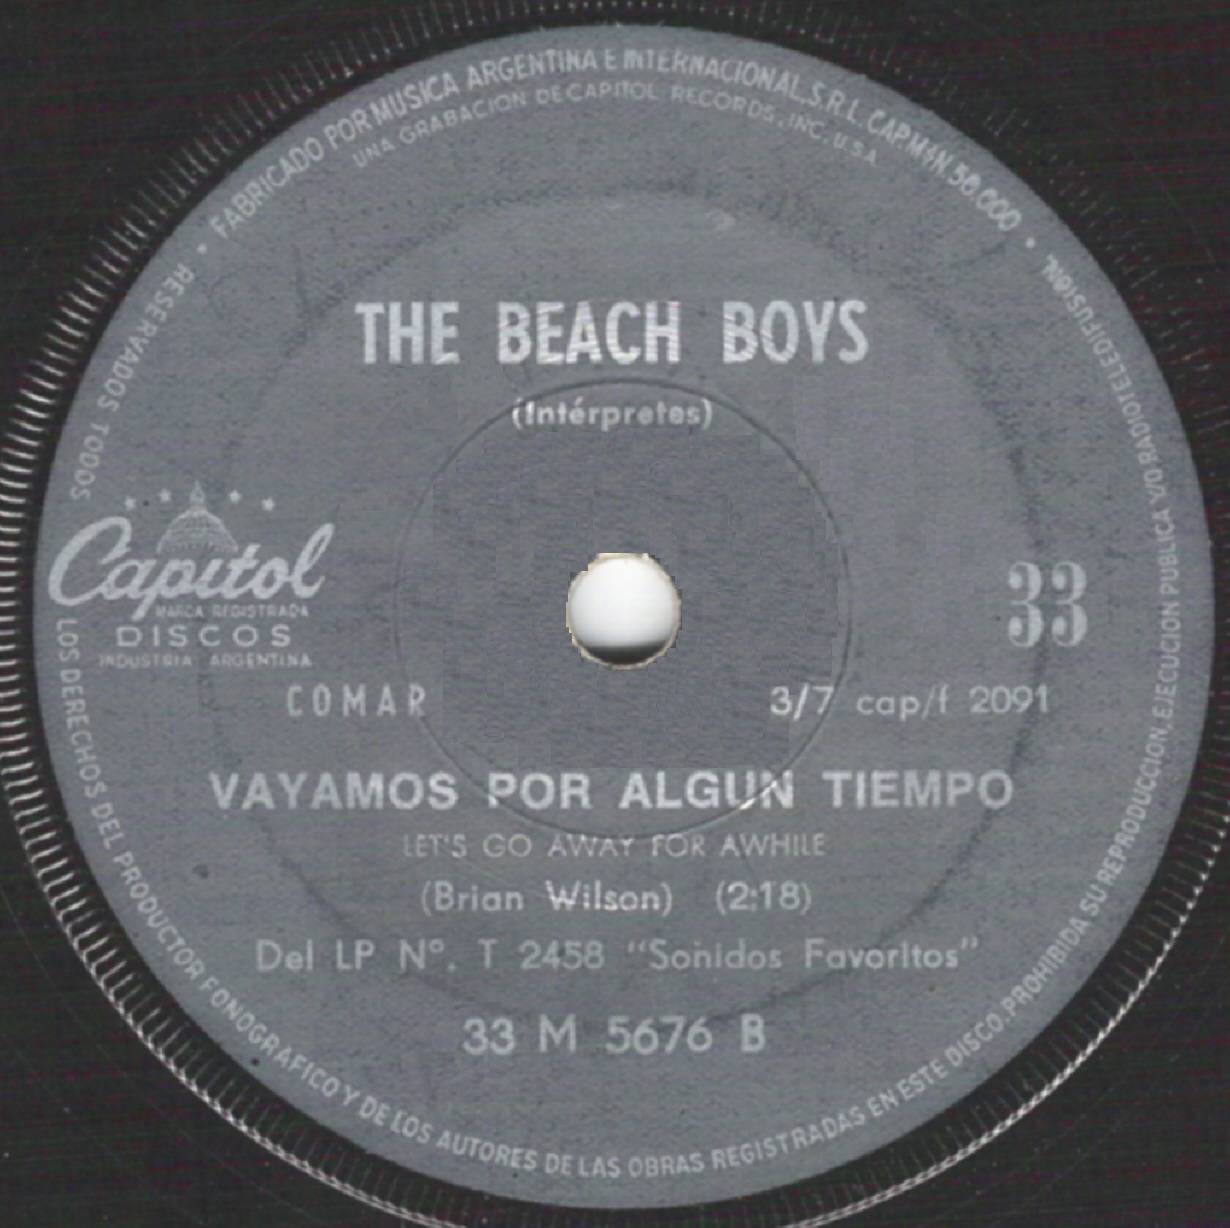 FABRICADO POR MUSICA ARGENTINA E INTERNACIONAL, S.R.L. CAP. M$N. 50.000
UNA GRABACION DE CAPITOL RECORDS, INC. U.S.A.
THE BEACH BOYS
(Intérpretes)
Capitol
MARCA REGISTRADA
DISCOS
INDUSTRIA ARGENTINA
33
COMAR
3/7 cap/f 2091
VAYAMOS POR ALGUN TIEMPO
LET'S GO AWAY FOR AWHILE
(Brian Wilson) (2:18)
Del LP Nº. T 2458 "Sonidos Favoritos"
33 M 5676 B
RESERVADOS TODOS LOS DERECHOS DEL PRODUCTOR FONOGRAFICO Y DE LOS AUTORES DE LAS OBRAS REGISTRADAS EN ESTE DISCO. PROHIBIDA SU REPRODUCCION, EJECUCION PUBLICA Y/O RADIOTELEDIFUSION.